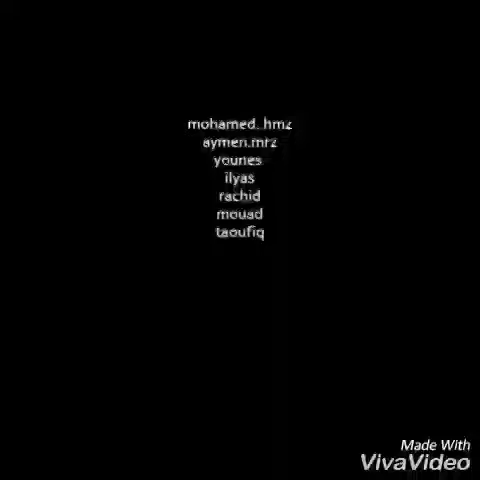 mohamed. hmz
aymen.mrz
younes
ilyas
rachid
mouad
taoufiq
Made With
VivaVideo